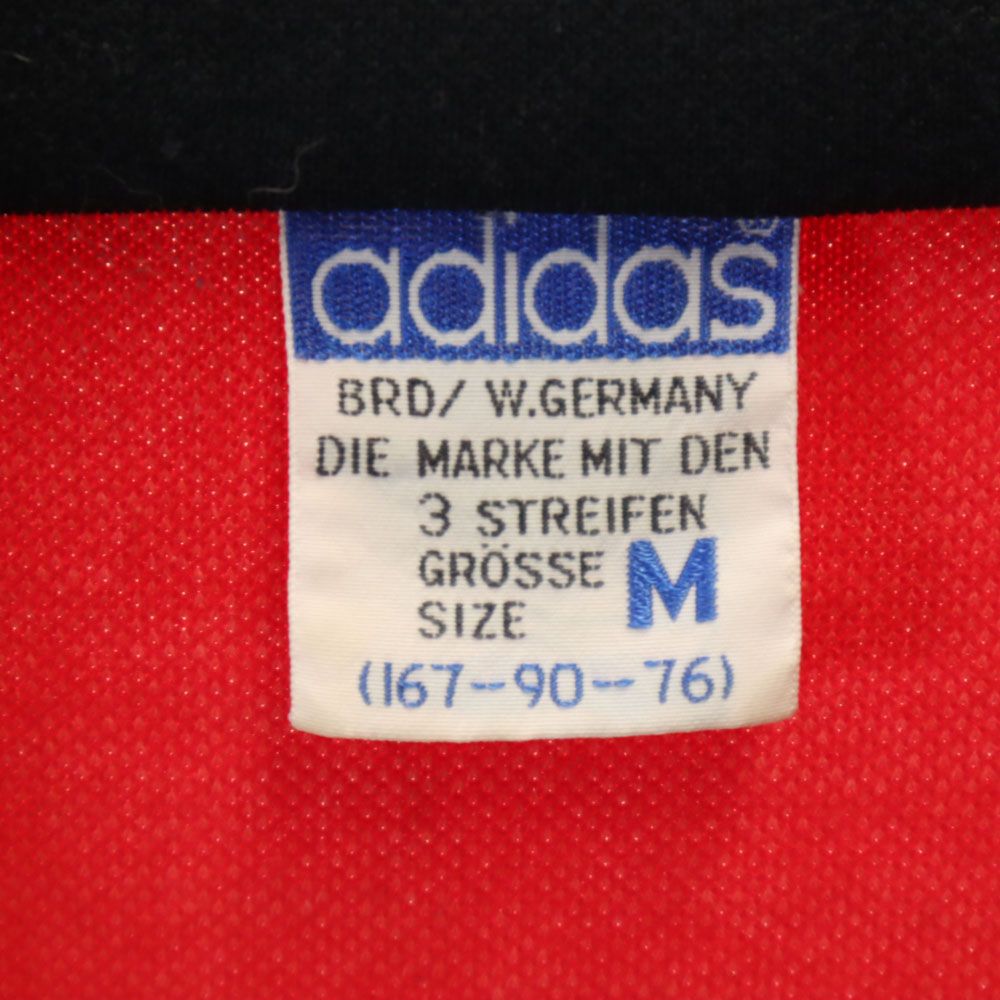 adidas
BRD/ W.GERMANY
DIE MARKE MIT DEN
3 STREIFEN
GRÖSSE M
SIZE
(167--90--76)